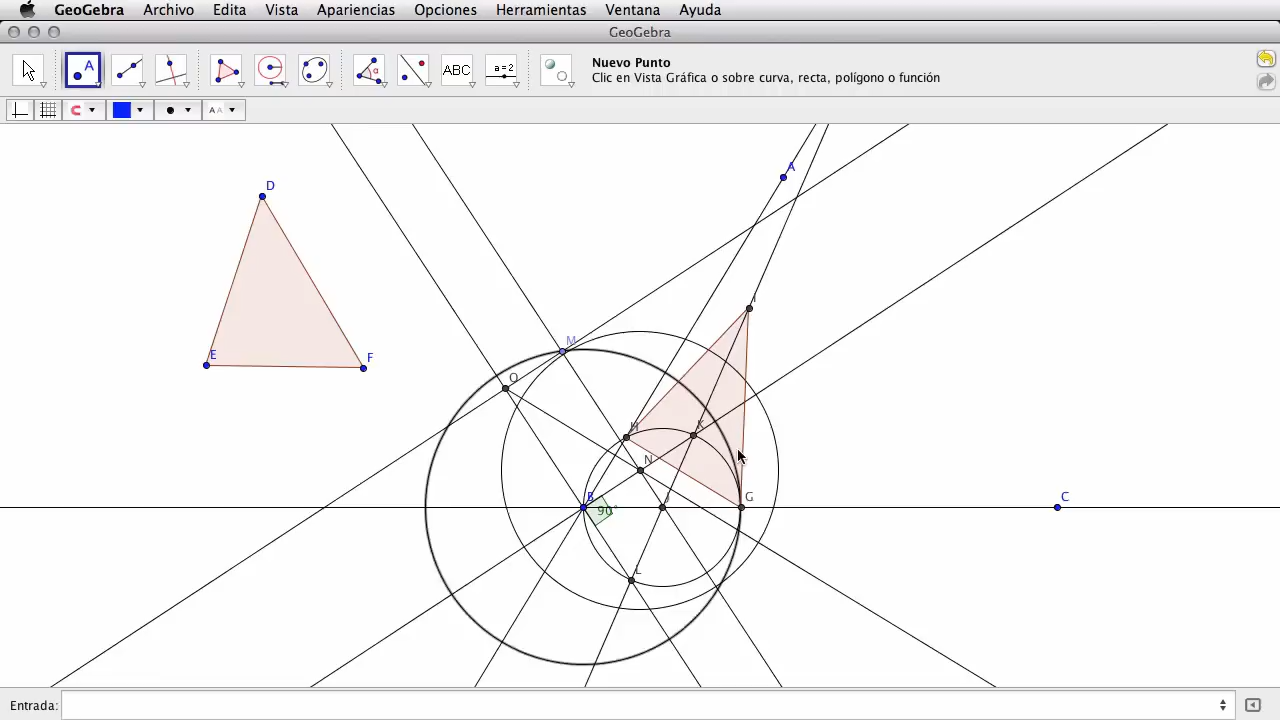 GeoGebra Archivo Edita Vista Apariencias Opciones Herramientas Ventana Ayuda
GeoGebra
A
α
ABC
a = 2
Nuevo Punto
Clic en Vista Gráfica o sobre curva, recta, polígono o función
A A
A
D
I
M
E
F
O
H
K
N
B
J
G
C
90°
L
Entrada: